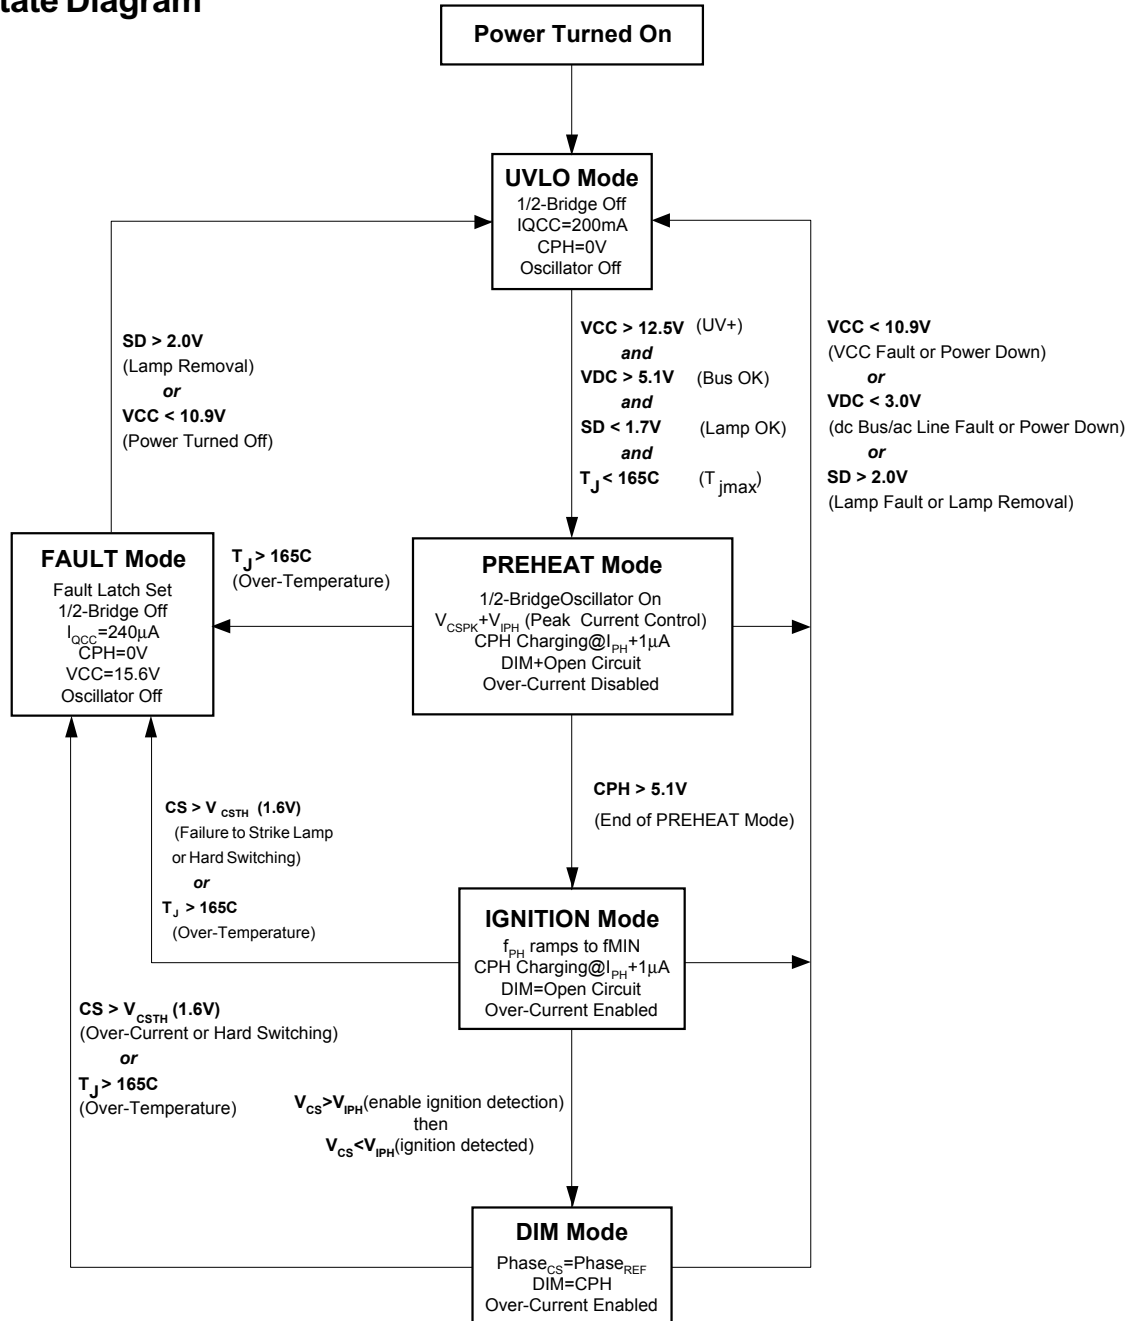 tate Diagram
Power Turned On
UVLO Mode
1/2-Bridge Off
IQCC=200mA
CPH=0V
Oscillator Off
SD > 2.0V
(Lamp Removal)
or
VCC < 10.9V
(Power Turned Off)
VCC > 12.5V (UV+)
and
VDC > 5.1V (Bus OK)
and
SD < 1.7V (Lamp OK)
and
TJ < 165C (Tjmax)
VCC < 10.9V
(VCC Fault or Power Down)
or
VDC < 3.0V
(dc Bus/ac Line Fault or Power Down)
or
SD > 2.0V
(Lamp Fault or Lamp Removal)
FAULT Mode
Fault Latch Set
1/2-Bridge Off
IQCC=240µA
CPH=0V
VCC=15.6V
Oscillator Off
TJ > 165C
(Over-Temperature)
PREHEAT Mode
1/2-BridgeOscillator On
VCSPK+VIPH (Peak Current Control)
CPH Charging@IPH+1µA
DIM+Open Circuit
Over-Current Disabled
CS > VCSTH (1.6V)
(Failure to Strike Lamp
or Hard Switching)
or
TJ > 165C
(Over-Temperature)
CPH > 5.1V
(End of PREHEAT Mode)
IGNITION Mode
fPH ramps to fMIN
CPH Charging@IPH+1µA
DIM=Open Circuit
Over-Current Enabled
CS > VCSTH (1.6V)
(Over-Current or Hard Switching)
or
TJ > 165C
(Over-Temperature)
VCS>VIPH(enable ignition detection)
then
VCS<VIPH(ignition detected)
DIM Mode
PhaseCS=PhaseREF
DIM=CPH
Over-Current Enabled